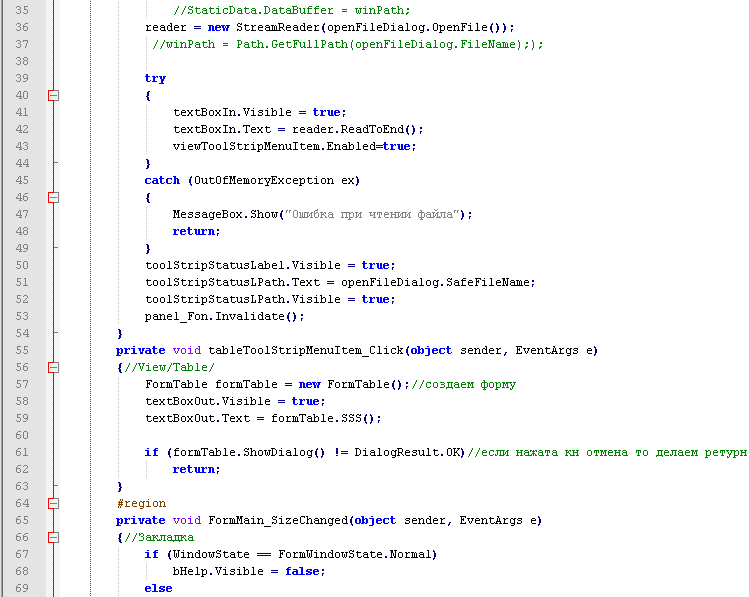 35 //StaticData.DataBuffer = winPath;
36 reader = new StreamReader(openFileDialog.OpenFile());
37 //winPath = Path.GetFullPath(openFileDialog.FileName););
38
39 try
40 {
41 textBoxIn.Visible = true;
42 textBoxIn.Text = reader.ReadToEnd();
43 viewToolStripMenuItem.Enabled=true;
44 }
45 catch (OutOfMemoryException ex)
46 {
47 MessageBox.Show("Ошибка при чтении файла");
48 return;
49 }
50 toolStripStatusLabel.Visible = true;
51 toolStripStatusLPath.Text = openFileDialog.SafeFileName;
52 toolStripStatusLPath.Visible = true;
53 panel_Fon.Invalidate();
54 }
55 private void tableToolStripMenuItem_Click(object sender, EventArgs e)
56 {//View/Table/
57 FormTable formTable = new FormTable();//создаем форму
58 textBoxOut.Visible = true;
59 textBoxOut.Text = formTable.SSS();
60
61 if (formTable.ShowDialog() != DialogResult.OK)//если нажата кн отмена то делаем ретурн
62 return;
63 }
64 #region
65 private void FormMain_SizeChanged(object sender, EventArgs e)
66 {//Закладка
67 if (WindowState == FormWindowState.Normal)
68 bHelp.Visible = false;
69 else